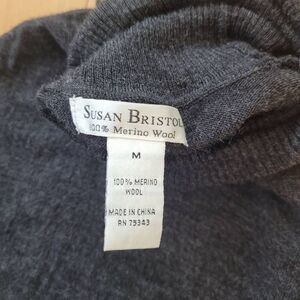 SUSAN BRISTOL
100% Merino Wool
M
100% MERINO
WOOL
MADE IN CHINA
RN 79343